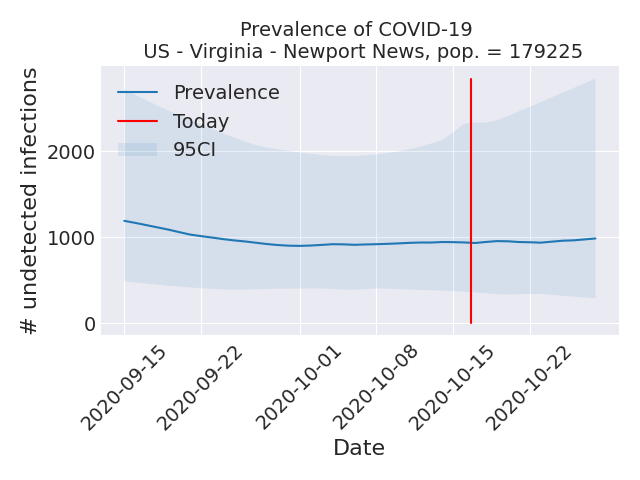 Prevalence of COVID-19
US - Virginia - Newport News, pop. = 179225
# undetected infections
2000
1000
0
Prevalence
Today
95CI
2020-09-15
2020-09-22
2020-10-01
2020-10-08
2020-10-15
2020-10-22
Date